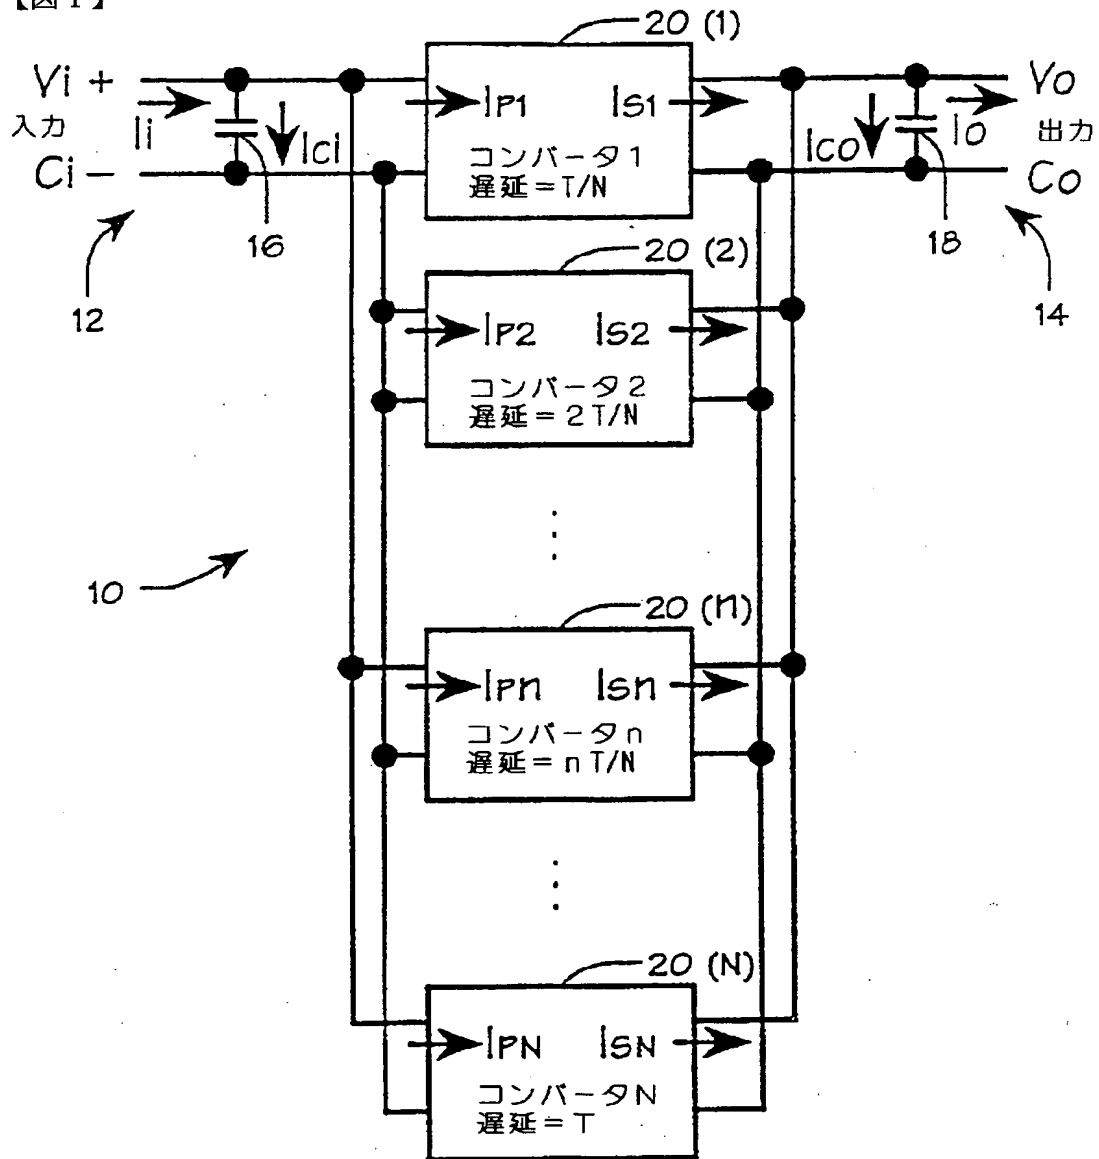 【図1】
20 (1)
Vi +
Ii
入力
Ci −
Ici
16
12
IP1 IS1
コンバータ1
遅延=T/N
Ico
Vo
Io
出力
Co
18
14
20 (2)
IP2 IS2
コンバータ2
遅延=2T/N
10
20 (n)
IPn ISn
コンバータn
遅延=nT/N
20 (N)
IPN ISN
コンバータN
遅延=T